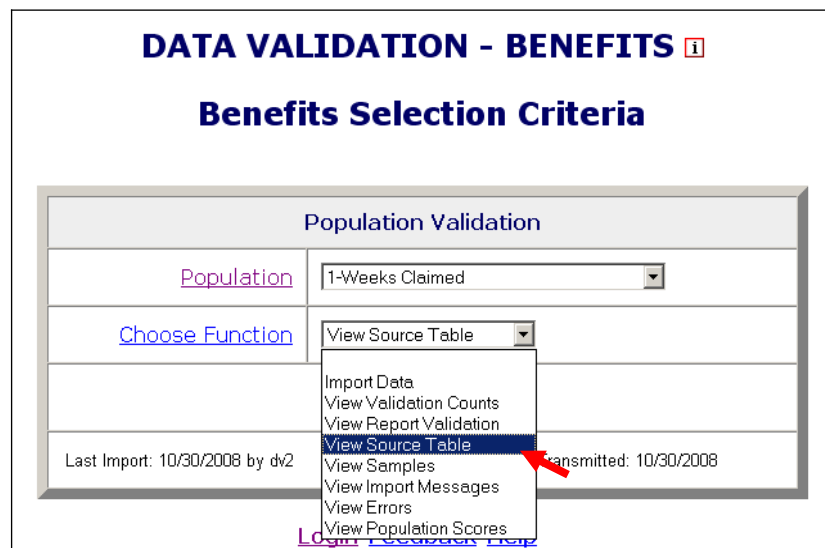 DATA VALIDATION - BENEFITS i
Benefits Selection Criteria
Population Validation
Population 1-Weeks Claimed
Choose Function View Source Table
Import Data
View Validation Counts
View Report Validation
View Source Table
Last Import: 10/30/2008 by dv2 ransmitted: 10/30/2008
View Samples
View Import Messages
View Errors
View Population Scores
Login Feedback Help